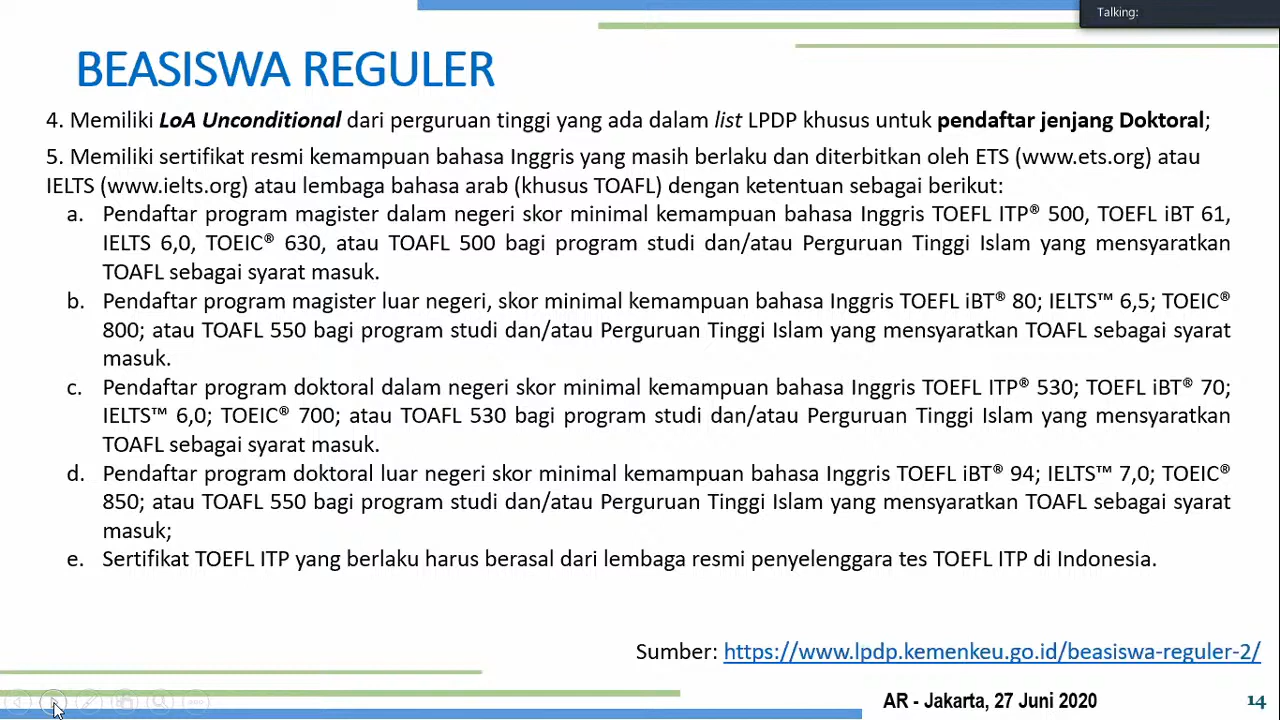 Talking:
BEASISWA REGULER
4. Memiliki LoA Unconditional dari perguruan tinggi yang ada dalam list LPDP khusus untuk pendaftar jenjang Doktoral;
5. Memiliki sertifikat resmi kemampuan bahasa Inggris yang masih berlaku dan diterbitkan oleh ETS (www.ets.org) atau
IELTS (www.ielts.org) atau lembaga bahasa arab (khusus TOAFL) dengan ketentuan sebagai berikut:
a. Pendaftar program magister dalam negeri skor minimal kemampuan bahasa Inggris TOEFL ITP® 500, TOEFL iBT 61,
IELTS 6,0, TOEIC® 630, atau TOAFL 500 bagi program studi dan/atau Perguruan Tinggi Islam yang mensyaratkan
TOAFL sebagai syarat masuk.
b. Pendaftar program magister luar negeri, skor minimal kemampuan bahasa Inggris TOEFL iBT® 80; IELTS™ 6,5; TOEIC®
800; atau TOAFL 550 bagi program studi dan/atau Perguruan Tinggi Islam yang mensyaratkan TOAFL sebagai syarat
masuk.
c. Pendaftar program doktoral dalam negeri skor minimal kemampuan bahasa Inggris TOEFL ITP® 530; TOEFL iBT® 70;
IELTS™ 6,0; TOEIC® 700; atau TOAFL 530 bagi program studi dan/atau Perguruan Tinggi Islam yang mensyaratkan
TOAFL sebagai syarat masuk.
d. Pendaftar program doktoral luar negeri skor minimal kemampuan bahasa Inggris TOEFL iBT® 94; IELTS™ 7,0; TOEIC®
850; atau TOAFL 550 bagi program studi dan/atau Perguruan Tinggi Islam yang mensyaratkan TOAFL sebagai syarat
masuk;
e. Sertifikat TOEFL ITP yang berlaku harus berasal dari lembaga resmi penyelenggara tes TOEFL ITP di Indonesia.
Sumber: https://www.lpdp.kemenkeu.go.id/beasiswa-reguler-2/
AR - Jakarta, 27 Juni 2020
14